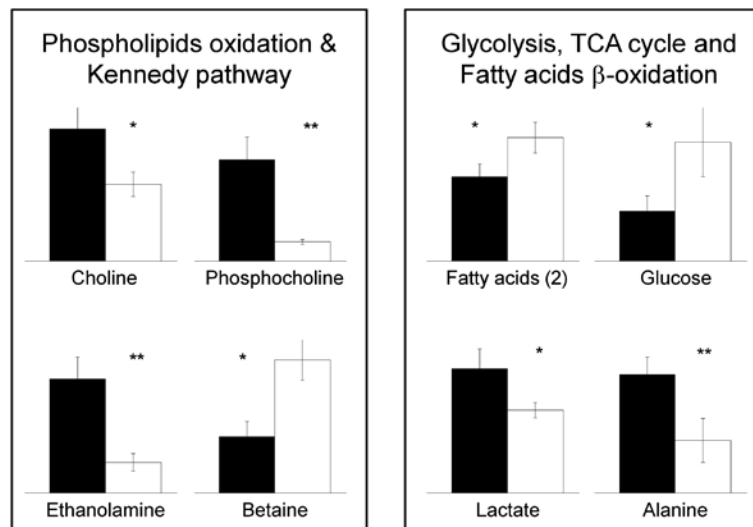 Phospholipids oxidation &
Kennedy pathway
* **
Choline Phosphocholine
** *
Ethanolamine Betaine
Glycolysis, TCA cycle and
Fatty acids β-oxidation
* *
Fatty acids (2) Glucose
* **
Lactate Alanine